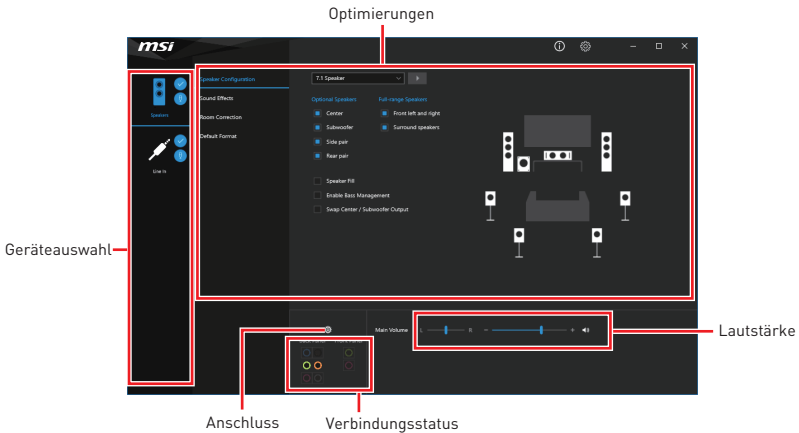 Optimierungen
msi
Speaker Configuration
Sound Effects
Room Correction
Default Format
Speakers
Line In
7.1 Speaker
Optional Speakers
Full-range Speakers
Center
Front left and right
Subwoofer
Surround speakers
Side pair
Rear pair
Speaker Fill
Enable Bass Management
Swap Center / Subwoofer Output
Geräteauswahl
Main Volume
L
R
Lautstärke
Anschluss
Verbindungsstatus